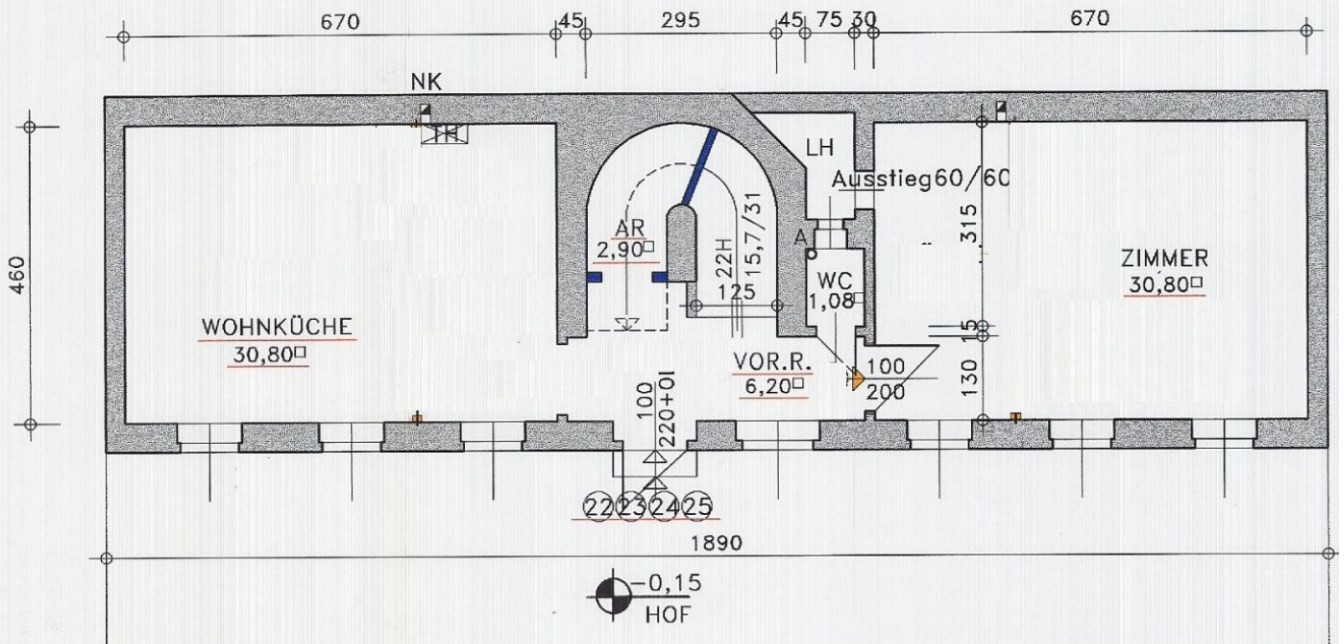 670
45
295
45
75
30
670
NK
460
LH
Ausstieg60/60
315
AR
2,90□
22H
15,7/31
A
WC
1,08□
125
ZIMMER
30,80□
WOHNKÜCHE
30,80□
VOR.R.
6,20□
15
100
200
130
100
220+Ol
22 23 24 25
1890
-0,15
HOF